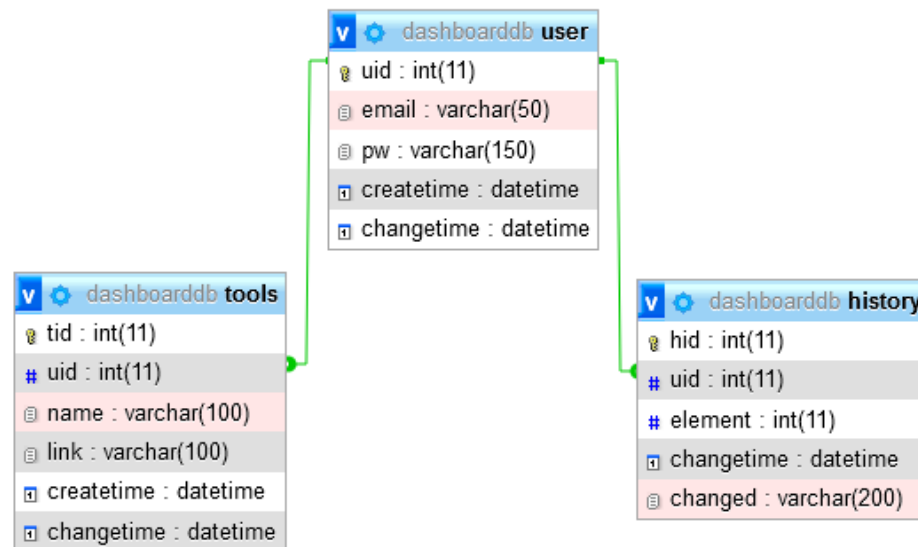 v dashboarddb user
uid : int(11)
email : varchar(50)
pw : varchar(150)
createtime : datetime
changetime : datetime
v dashboarddb tools
tid : int(11)
uid : int(11)
name : varchar(100)
link : varchar(100)
createtime : datetime
changetime : datetime
v dashboarddb history
hid : int(11)
uid : int(11)
element : int(11)
changetime : datetime
changed : varchar(200)